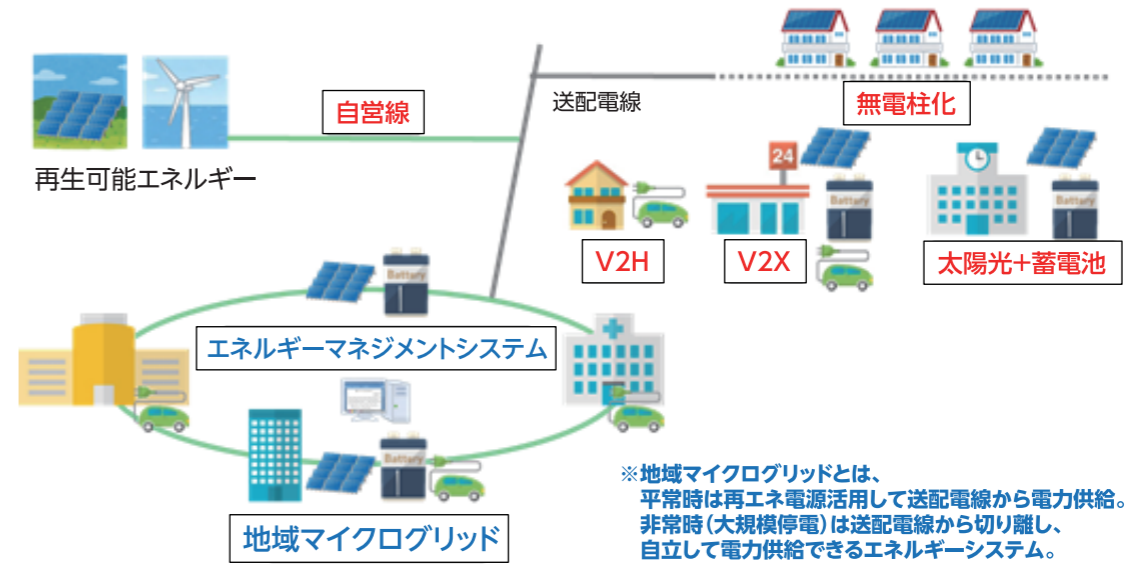 自営線
送配電線
無電柱化
再生可能エネルギー
24
Battery
Battery
V2H
V2X
太陽光+蓄電池
Battery
エネルギーマネジメントシステム
Battery
地域マイクログリッド
※地域マイクログリッドとは、
平常時は再エネ電源活用して送配電線から電力供給。
非常時(大規模停電)は送配電線から切り離し、
自立して電力供給できるエネルギーシステム。